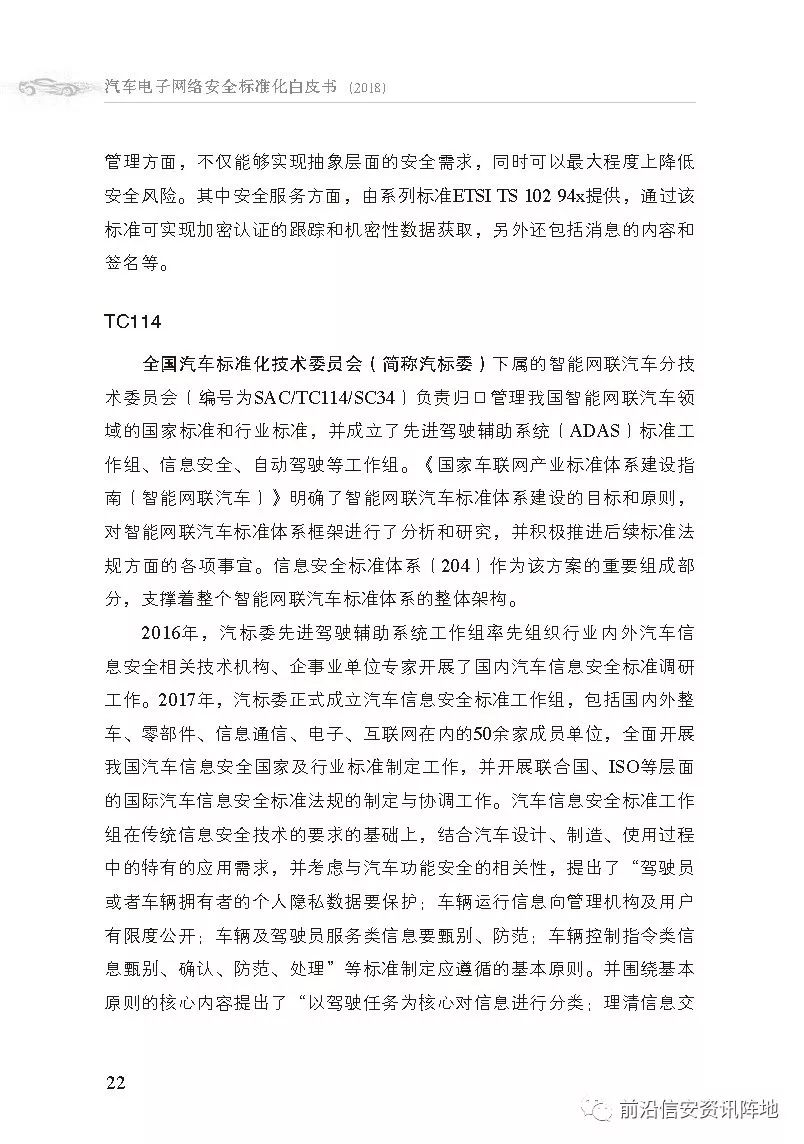 汽车电子网络安全标准化白皮书 (2018)
管理方面，不仅能够实现抽象层面的安全需求，同时可以最大程度上降低
安全风险。其中安全服务方面，由系列标准ETSI TS 102 94x提供，通过该
标准可实现加密认证的跟踪和机密性数据获取，另外还包括消息的内容和
签名等。
TC114
全国汽车标准化技术委员会（简称汽标委）下属的智能网联汽车分技
术委员会（编号为SAC/TC114/SC34）负责归口管理我国智能网联汽车领
域的国家标准和行业标准，并成立了先进驾驶辅助系统（ADAS）标准工
作组、信息安全、自动驾驶等工作组。《国家车联网产业标准体系建设指
南（智能网联汽车）》明确了智能网联汽车标准体系建设的目标和原则，
对智能网联汽车标准体系框架进行了分析和研究，并积极推进后续标准法
规方面的各项事宜。信息安全标准体系（204）作为该方案的重要组成部
分，支撑着整个智能网联汽车标准体系的整体架构。
2016年，汽标委先进驾驶辅助系统工作组率先组织行业内外汽车信
息安全相关技术机构、企事业单位专家开展了国内汽车信息安全标准调研
工作。2017年，汽标委正式成立汽车信息安全标准工作组，包括国内外整
车、零部件、信息通信、电子、互联网在内的50余家成员单位，全面开展
我国汽车信息安全国家及行业标准制定工作，并开展联合国、ISO等层面
的国际汽车信息安全标准法规的制定与协调工作。汽车信息安全标准工作
组在传统信息安全技术的要求的基础上，结合汽车设计、制造、使用过程
中的特有的应用需求，并考虑与汽车功能安全的相关性，提出了“驾驶员
或者车辆拥有者的个人隐私数据要保护；车辆运行信息向管理机构及用户
有限度公开；车辆及驾驶员服务类信息要甄别、防范；车辆控制指令类信
息甄别、确认、防范、处理”等标准制定应遵循的基本原则。并围绕基本
原则的核心内容提出了“以驾驶任务为核心对信息进行分类；理清信息交
22
前沿信安资讯阵地